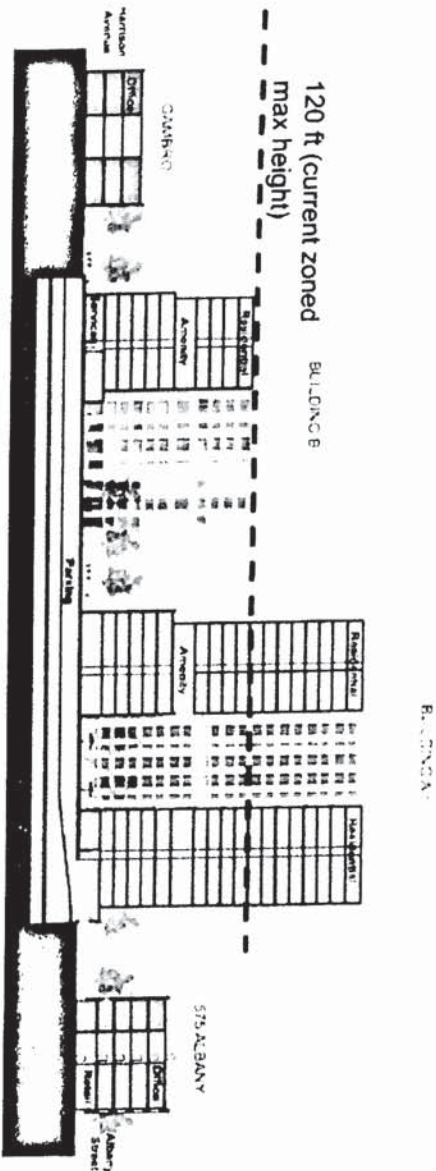 120 ft (current zoned
max height)
Harrison
Avenue
Office
GAMBRO
BUILDING B
Residential
Amenity
Services
Parking
Residential
Amenity
Residential
575 ALBANY
Office
Retail
Albany
Street